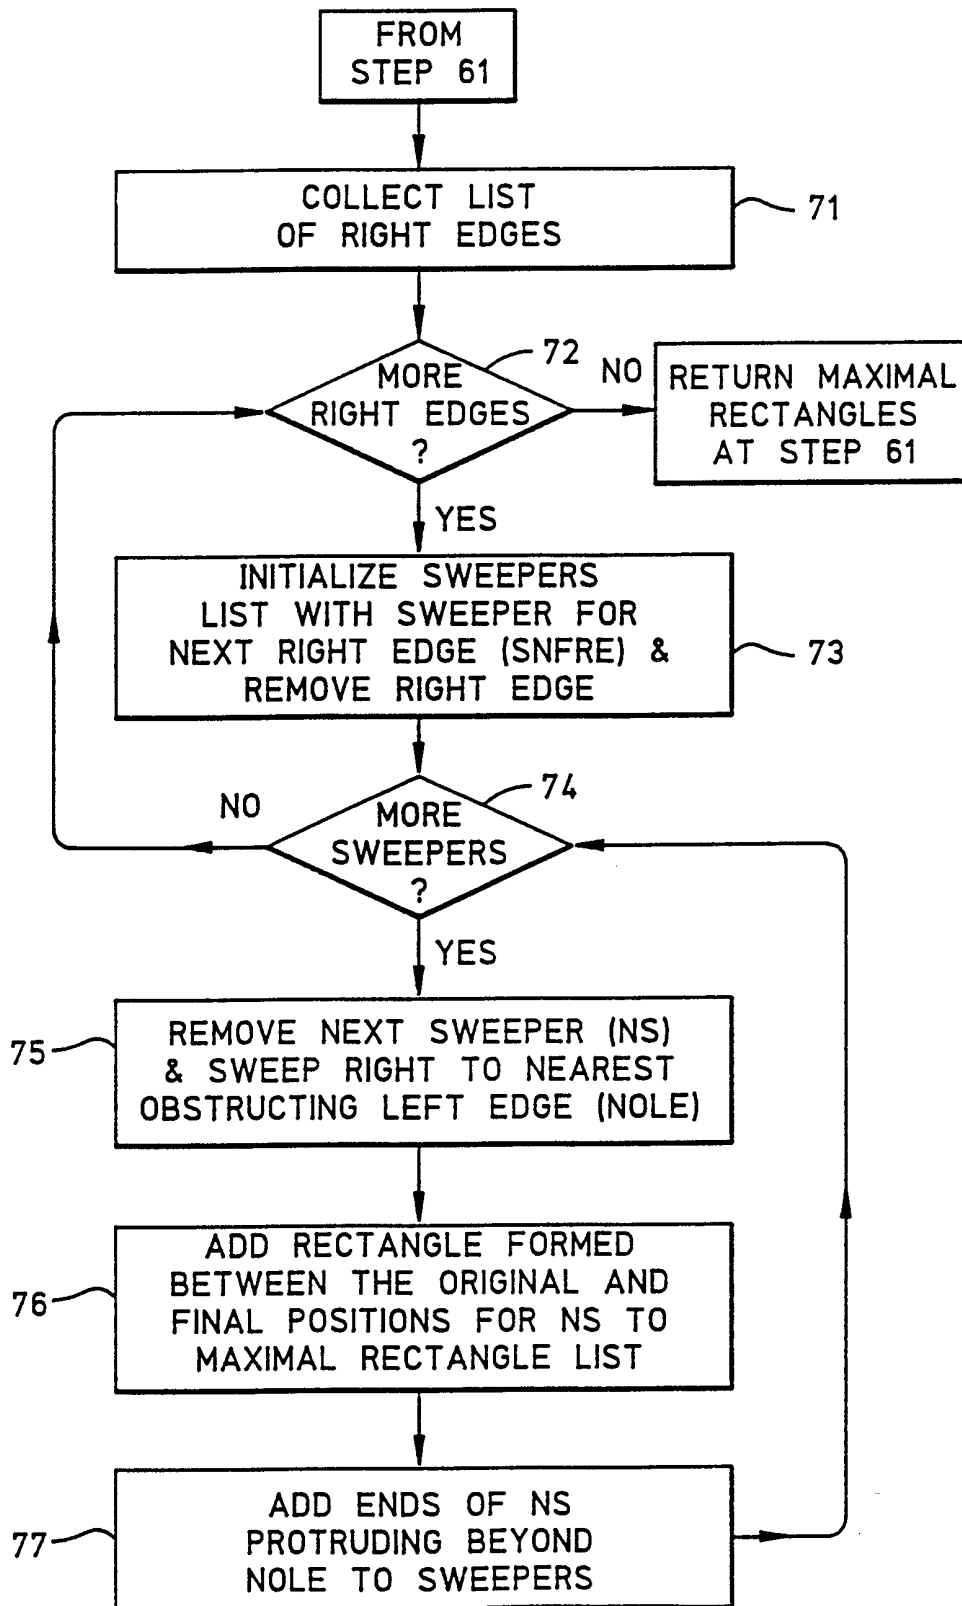 FROM
STEP 61
COLLECT LIST
OF RIGHT EDGES
71
MORE
RIGHT EDGES
?
72
NO
RETURN MAXIMAL
RECTANGLES
AT STEP 61
YES
INITIALIZE SWEEPERS
LIST WITH SWEEPER FOR
NEXT RIGHT EDGE (SNFRE) &
REMOVE RIGHT EDGE
73
MORE
SWEEPERS
?
74
NO
YES
REMOVE NEXT SWEEPER (NS)
& SWEEP RIGHT TO NEAREST
OBSTRUCTING LEFT EDGE (NOLE)
75
ADD RECTANGLE FORMED
BETWEEN THE ORIGINAL AND
FINAL POSITIONS FOR NS TO
MAXIMAL RECTANGLE LIST
76
ADD ENDS OF NS
PROTRUDING BEYOND
NOLE TO SWEEPERS
77